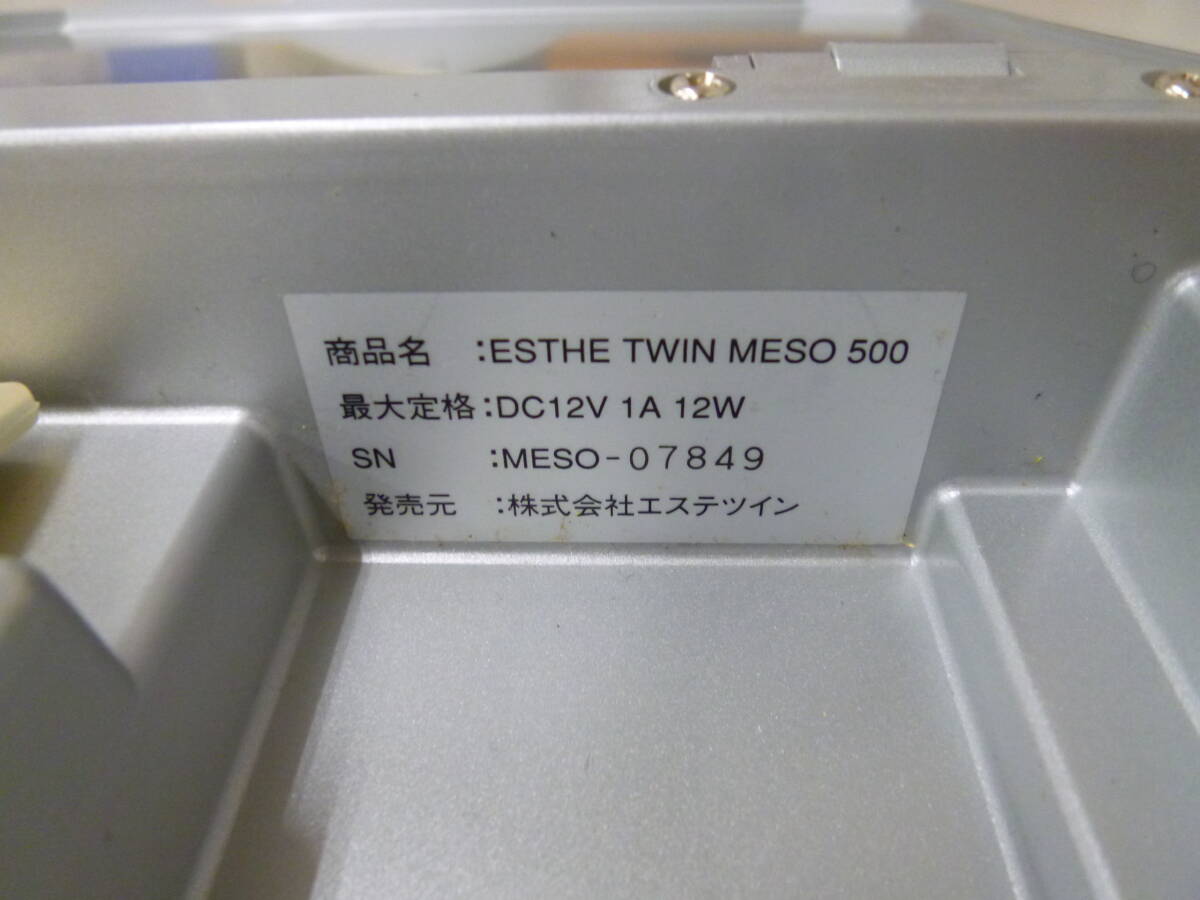 商品名 :ESTHE TWIN MESO 500
最大定格:DC12V 1A 12W
SN :MESO-07849
発売元 :株式会社エステツイン